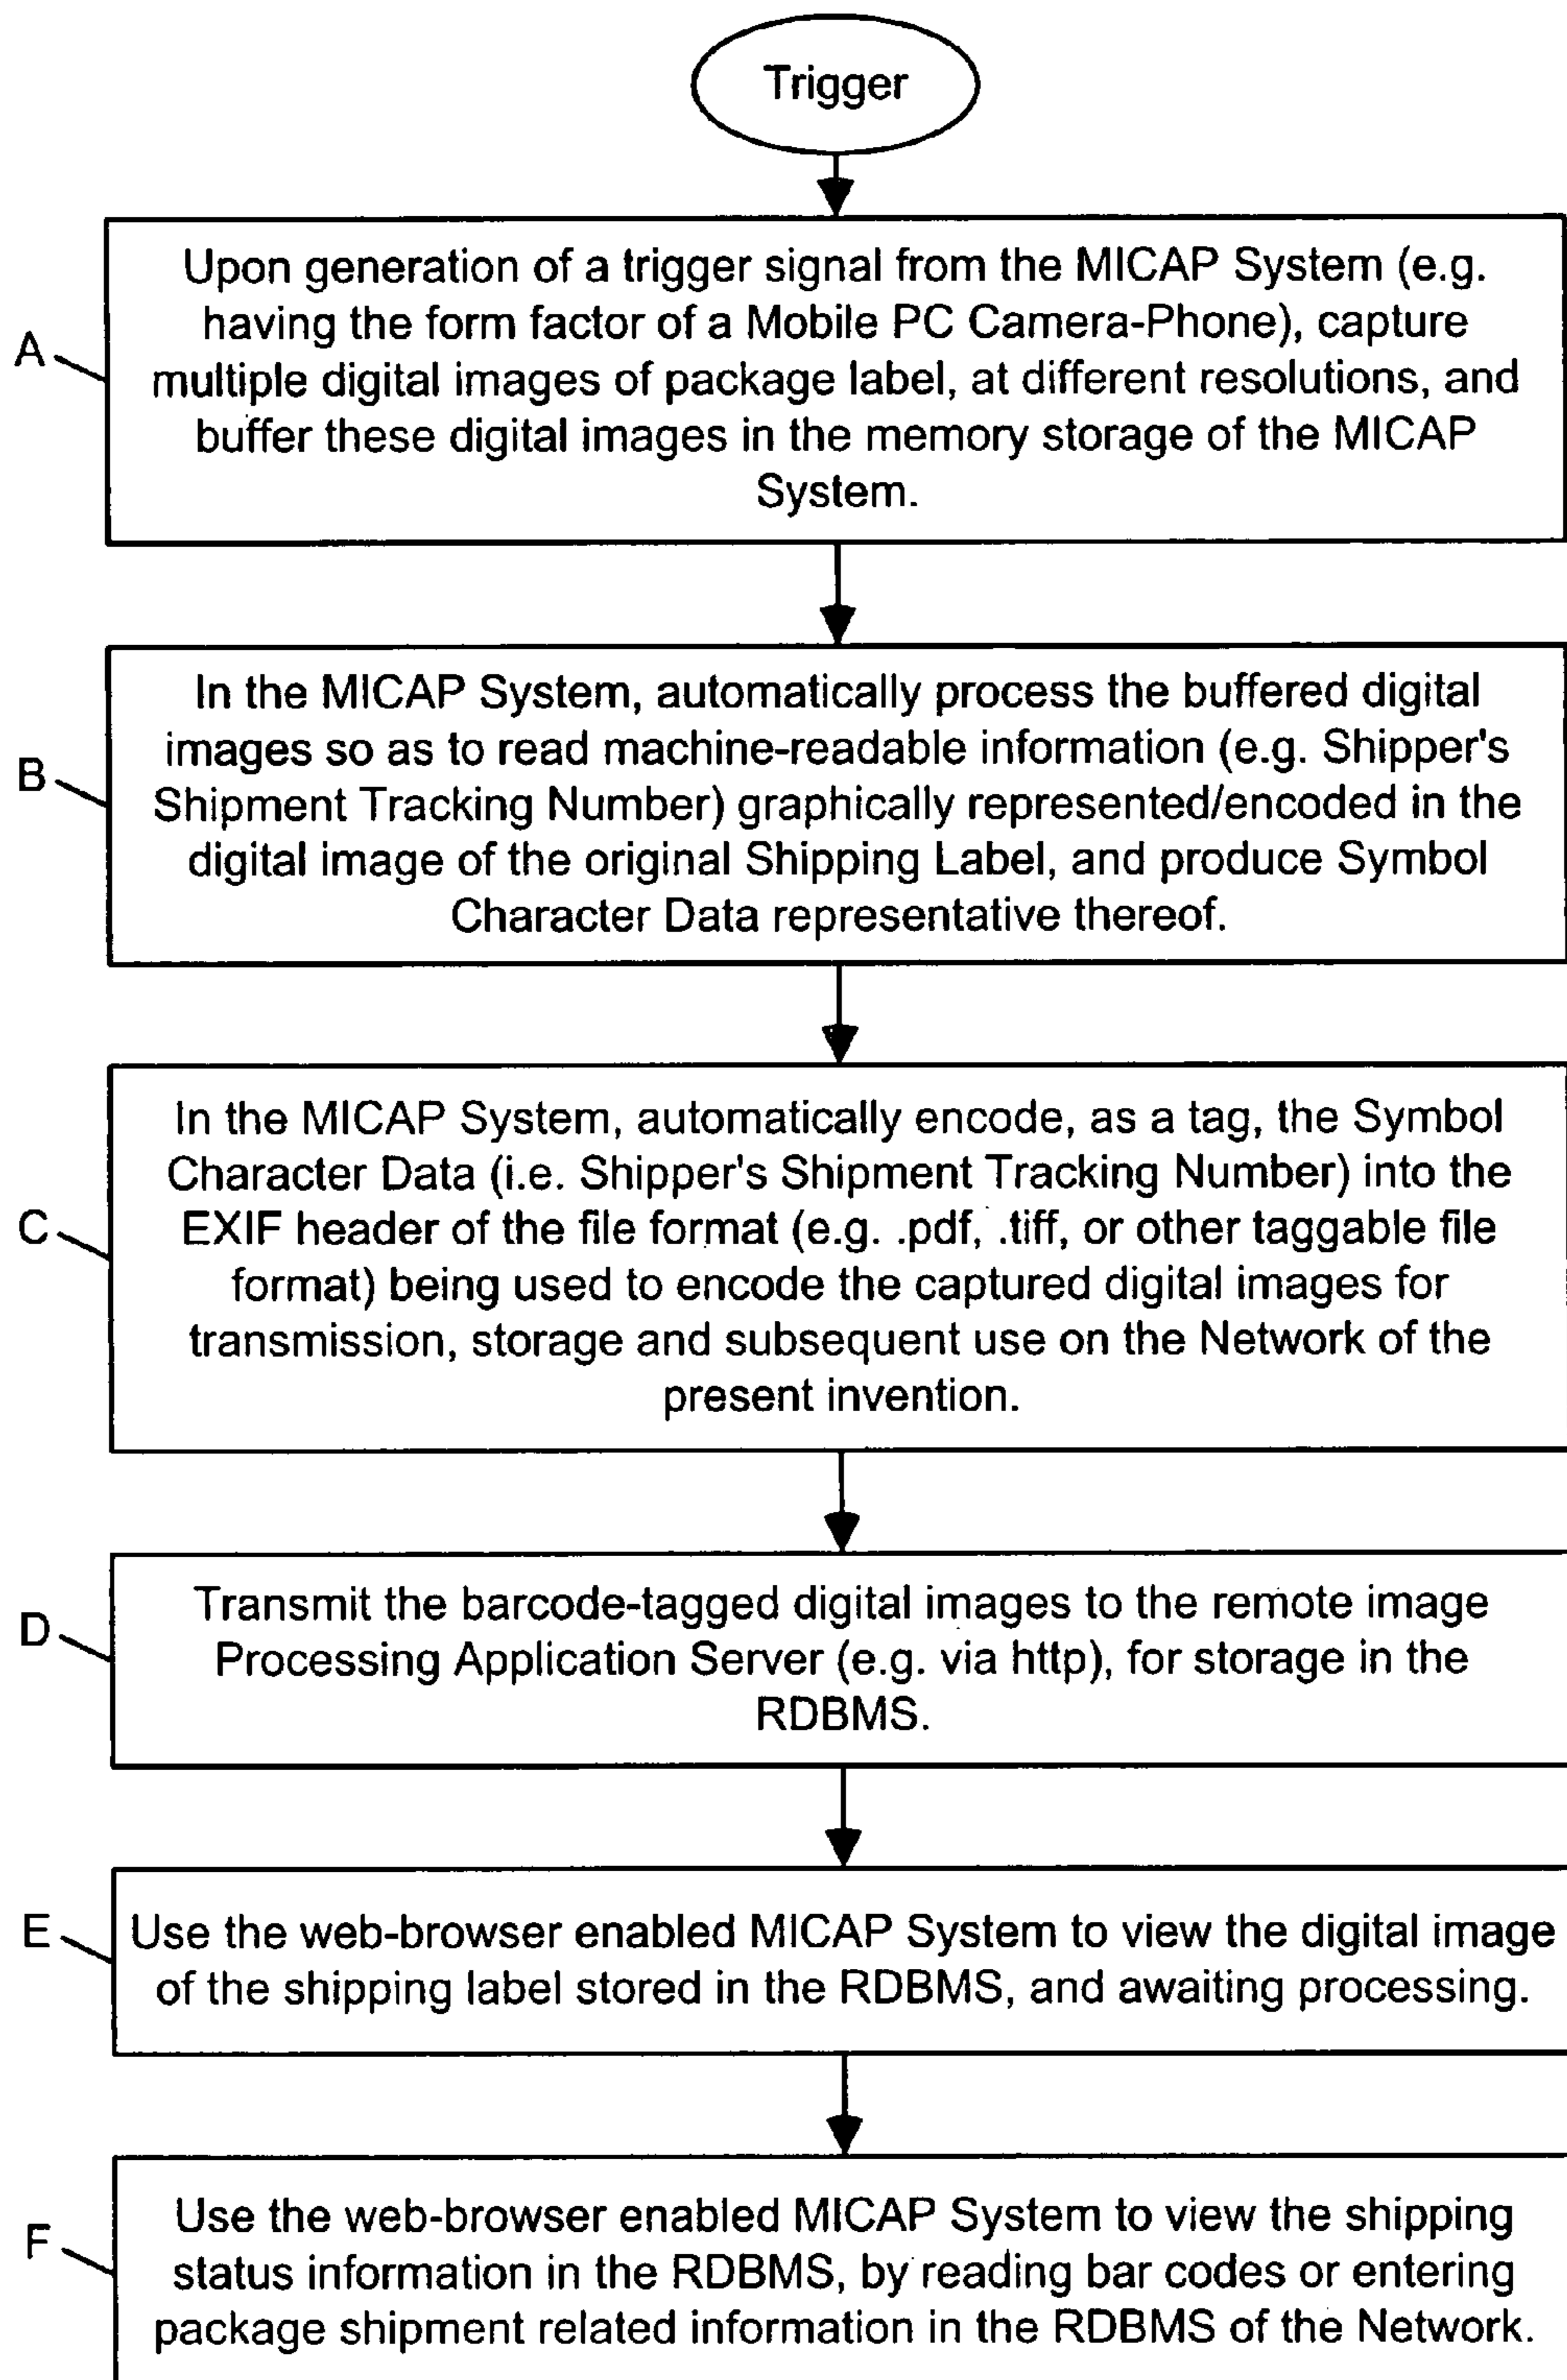 Trigger
A
Upon generation of a trigger signal from the MICAP System (e.g.
having the form factor of a Mobile PC Camera-Phone), capture
multiple digital images of package label, at different resolutions, and
buffer these digital images in the memory storage of the MICAP
System.
B
In the MICAP System, automatically process the buffered digital
images so as to read machine-readable information (e.g. Shipper's
Shipment Tracking Number) graphically represented/encoded in the
digital image of the original Shipping Label, and produce Symbol
Character Data representative thereof.
C
In the MICAP System, automatically encode, as a tag, the Symbol
Character Data (i.e. Shipper's Shipment Tracking Number) into the
EXIF header of the file format (e.g. .pdf, .tiff, or other taggable file
format) being used to encode the captured digital images for
transmission, storage and subsequent use on the Network of the
present invention.
D
Transmit the barcode-tagged digital images to the remote image
Processing Application Server (e.g. via http), for storage in the
RDBMS.
E
Use the web-browser enabled MICAP System to view the digital image
of the shipping label stored in the RDBMS, and awaiting processing.
F
Use the web-browser enabled MICAP System to view the shipping
status information in the RDBMS, by reading bar codes or entering
package shipment related information in the RDBMS of the Network.